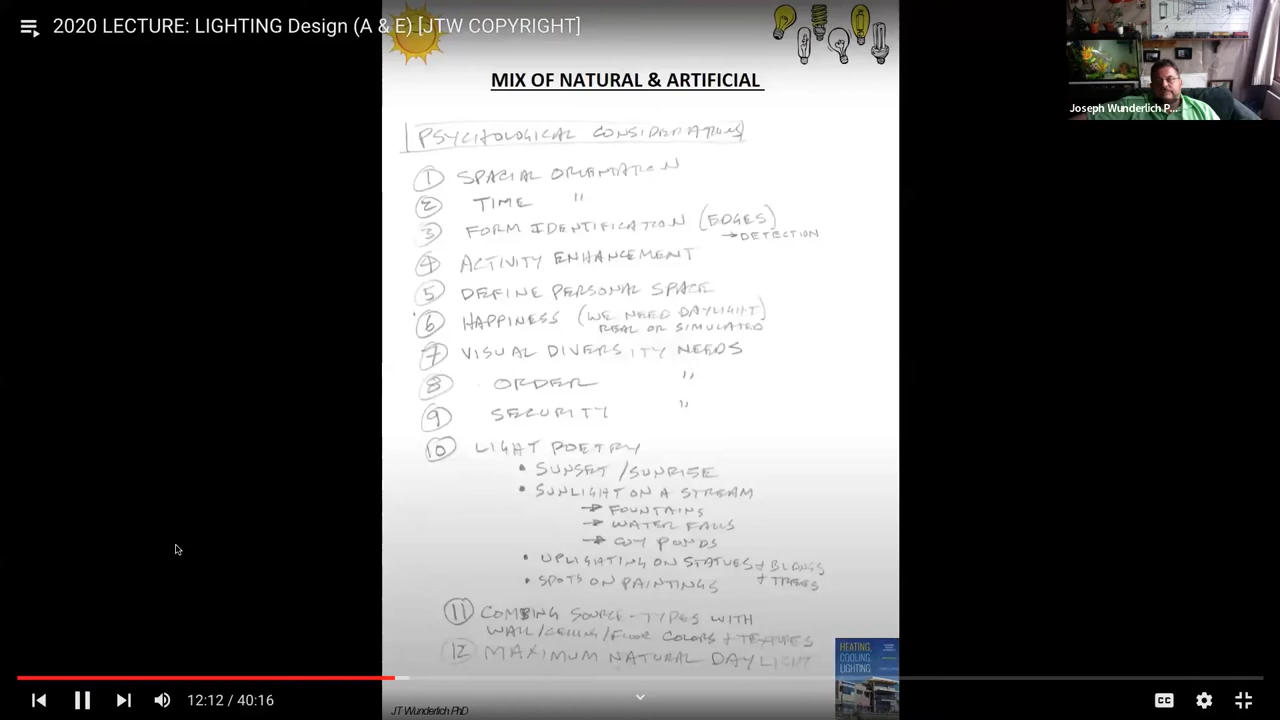 2020 LECTURE: LIGHTING Design (A & E) [JTW COPYRIGHT]
Joseph Wunderlich P...
MIX OF NATURAL & ARTIFICIAL
PSYCHOLOGICAL CONSIDERATIONS
1 SPACIAL ORIENTATION
2 TIME "
3 FORM IDENTIFICATION (EDGES)
→DETECTION
4 ACTIVITY ENHANCEMENT
5 DEFINE PERSONAL SPACE
6 HAPPINESS (WE NEED DAYLIGHT)
REAL OR SIMULATED
7 VISUAL DIVERSITY NEEDS
8 ORDER "
9 SECURITY "
10 LIGHT POETRY
• SUNSET/SUNRISE
• SUNLIGHT ON A STREAM
→ FOUNTAINS
→ WATER FALLS
→ COY PONDS
• UPLIGHTING ON STATUES + BLDNGS
+ TREES
• SPOTS ON PAINTINGS
11 COMBING SOURCE-TYPES WITH
WALL/CEILING/FLOOR COLORS + TEXTURES
12 MAXIMUM NATURAL DAYLIGHT
HEATING,
COOLING,
LIGHTING
JT Wunderlich PhD
12:12 / 40:16
CC